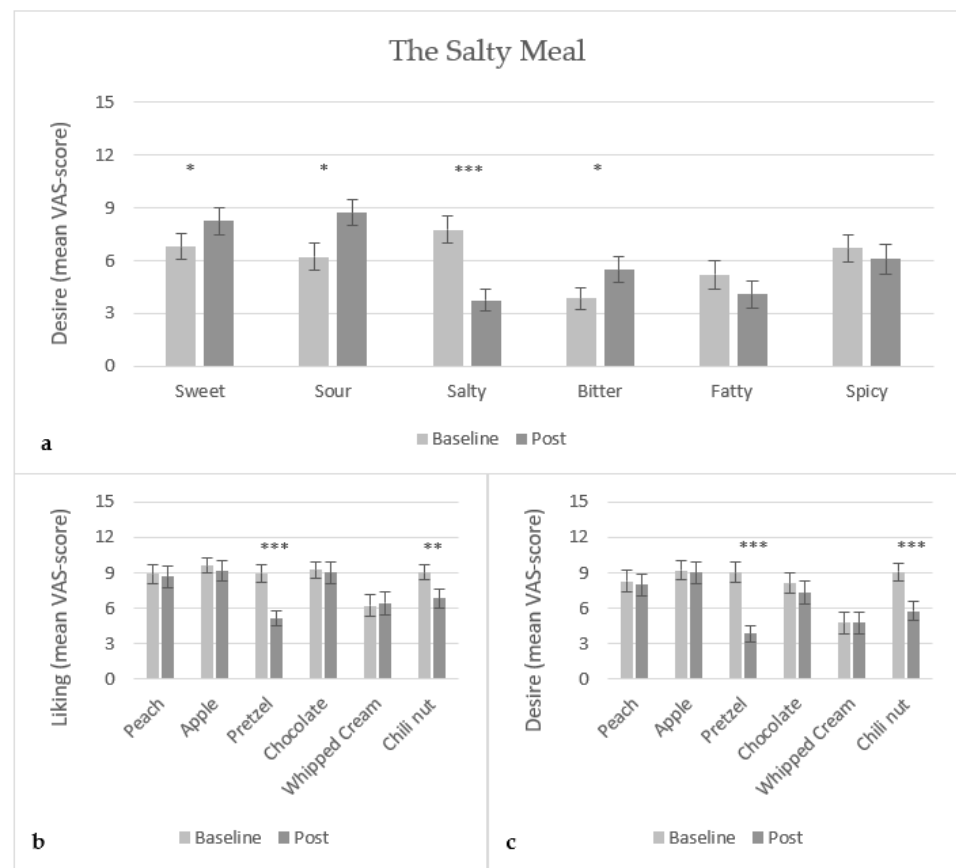 The Salty Meal
Desire (mean VAS-score)
15
12
9
6
3
0
* * *** *
Sweet Sour Salty Bitter Fatty Spicy
Baseline Post
a
Liking (mean VAS-score)
15
12
9
6
3
0
*** **
Peach Apple Pretzel Chocolate Whipped Cream Chili nut
Baseline Post
b
Desire (mean VAS-score)
15
12
9
6
3
0
*** ***
Peach Apple Pretzel Chocolate Whipped Cream Chili nut
Baseline Post
c